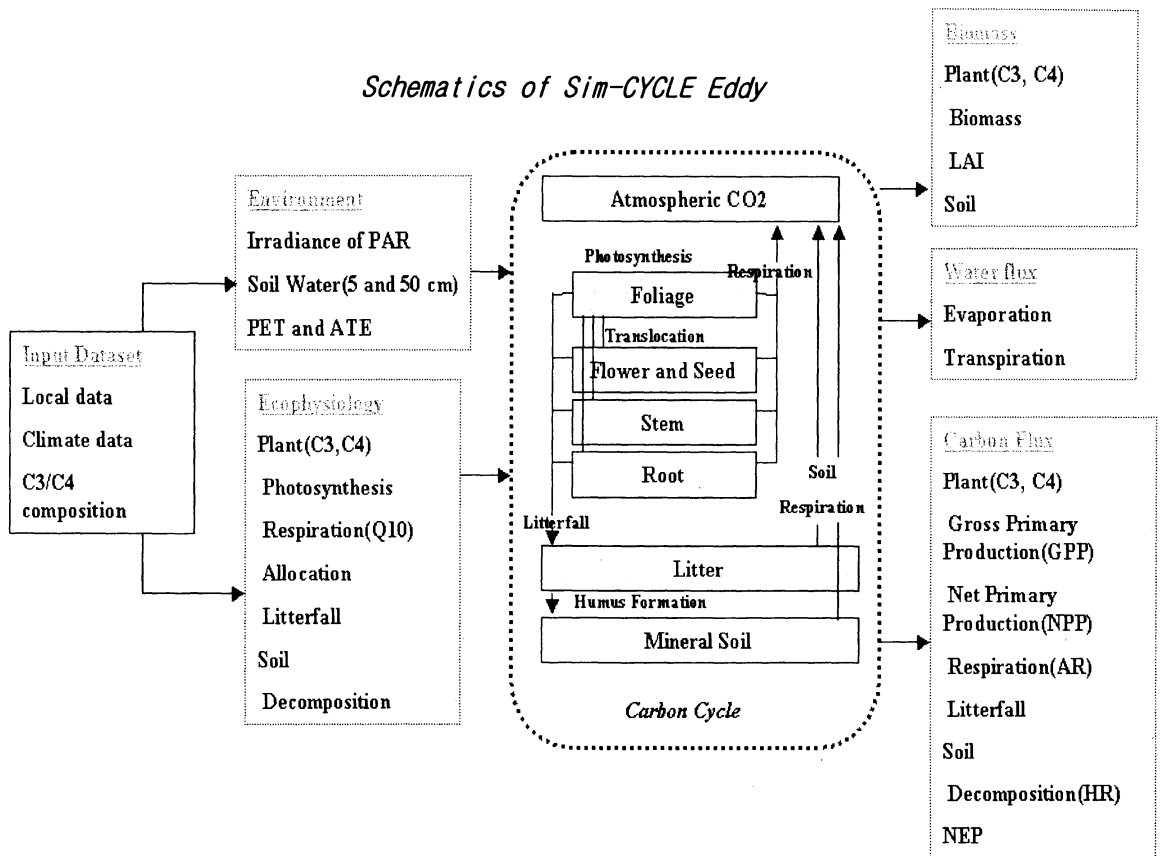 Schematics of Sim-CYCLE Eddy
Input Dataset
Local data
Climate data
C3/C4
composition
Environment
Irradiance of PAR
Soil Water(5 and 50 cm)
PET and ATE
Ecophysiology
Plant(C3,C4)
Photosynthesis
Respiration(Q10)
Allocation
Litterfall
Soil
Decomposition
Atmospheric CO2
Photosynthesis
Respiration
Foliage
Translocation
Flower and Seed
Stem
Root
Soil
Respiration
Litterfall
Litter
Humus Formation
Mineral Soil
Carbon Cycle
Biomass
Plant(C3, C4)
Biomass
LAI
Soil
Water flux
Evaporation
Transpiration
Carbon Flux
Plant(C3, C4)
Gross Primary
Production(GPP)
Net Primary
Production(NPP)
Respiration(AR)
Litterfall
Soil
Decomposition(HR)
NEP